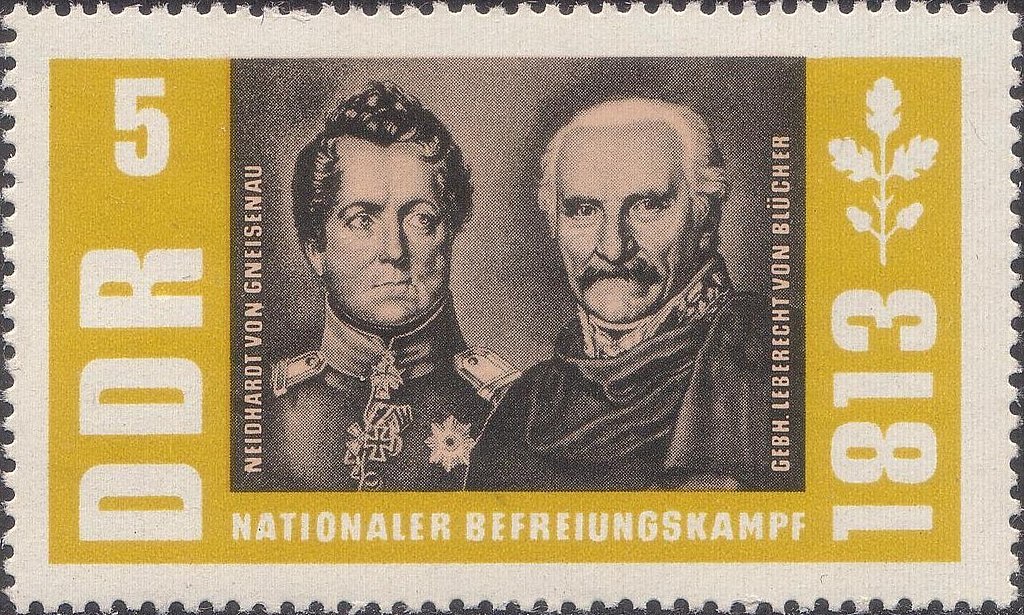 5
DDR
NEIDHARDT VON GNEISENAU
GEBH. LEBERECHT VON BLÜCHER
1813
NATIONALER BEFREIUNGSKAMPF